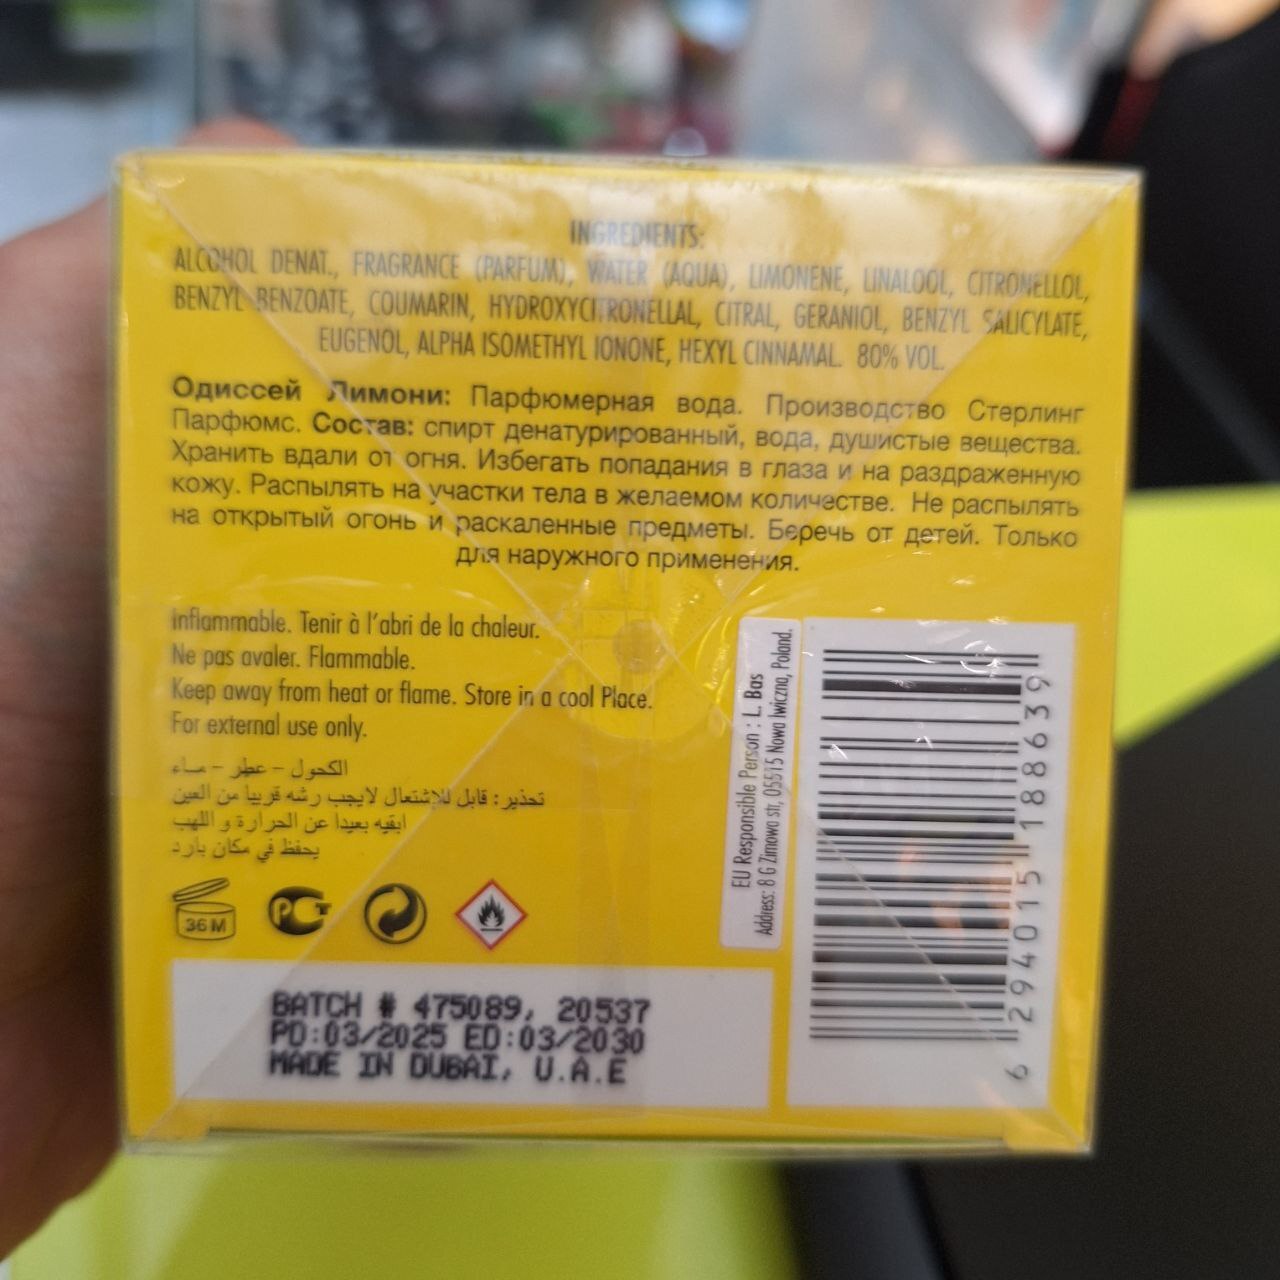 INGREDIENTS:
ALCOHOL DENAT., FRAGRANCE (PARFUM), WATER (AQUA), LIMONENE, LINALOOL, CITRONELLOL,
BENZYL BENZOATE, COUMARIN, HYDROXYCITRONELLAL, CITRAL, GERANIOL, BENZYL SALICYLATE,
EUGENOL, ALPHA ISOMETHYL IONONE, HEXYL CINNAMAL. 80% VOL.
Одиссей Лимони: Парфюмерная вода. Производство Стерлинг
Парфюмс. Состав: спирт денатурированный, вода, душистые вещества.
Хранить вдали от огня. Избегать попадания в глаза и на раздраженную
кожу. Распылять на участки тела в желаемом количестве. Не распылять
на открытый огонь и раскаленные предметы. Беречь от детей. Только
для наружного применения.
Inflammable. Tenir à l'abri de la chaleur.
Ne pas avaler. Flammable.
Keep away from heat or flame. Store in a cool Place.
For external use only.
الكحول - عطر - ماء
تحذير: قابل للإشتعال لايجب رشه قريبا من العين
ابقيه بعيدا عن الحرارة و اللهب
يحفظ في مكان بارد
36 M
РСТ
BATCH # 475089, 20537
PD:03/2025 ED:03/2030
MADE IN DUBAI, U.A.E
EU Responsible Person : L. Bas
Address: 8 G Zimowa str, 05515 Nowa Iwiczna, Poland.
6 294015 188639